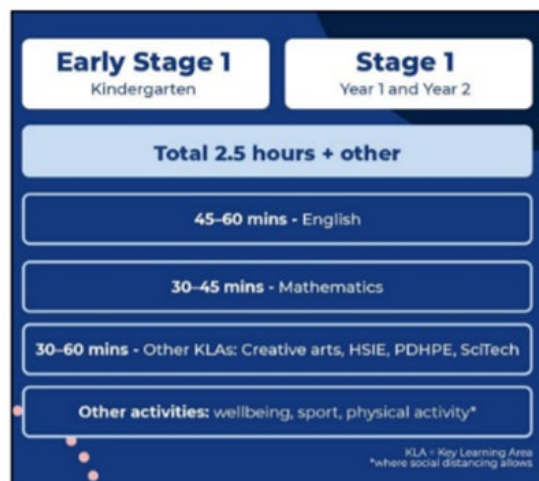 Early Stage 1
Kindergarten
Stage 1
Year 1 and Year 2
Total 2.5 hours + other
45–60 mins - English
30–45 mins - Mathematics
30–60 mins - Other KLAs: Creative arts, HSIE, PDHPE, SciTech
Other activities: wellbeing, sport, physical activity*
KLA = Key Learning Area
*where social distancing allows